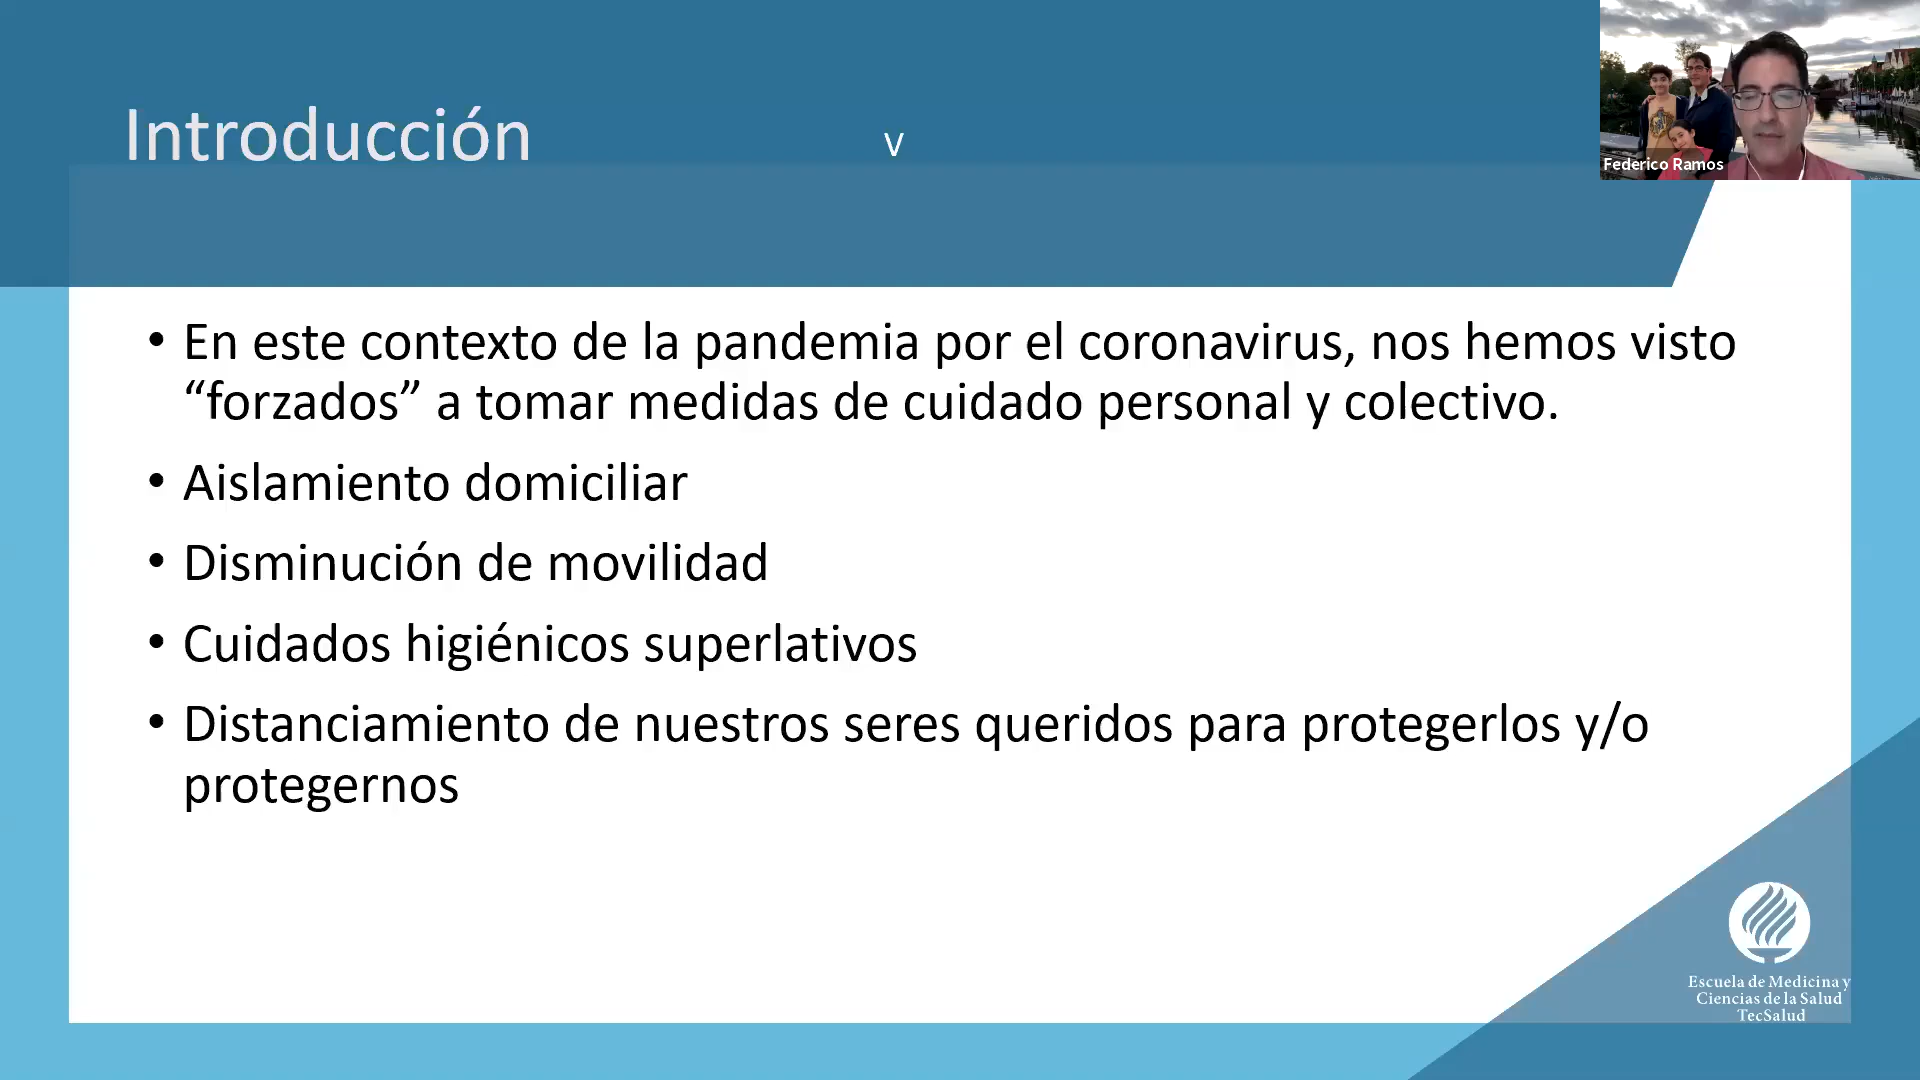 Introducción
v
Federico Ramos
• En este contexto de la pandemia por el coronavirus, nos hemos visto
“forzados” a tomar medidas de cuidado personal y colectivo.
• Aislamiento domiciliar
• Disminución de movilidad
• Cuidados higiénicos superlativos
• Distanciamiento de nuestros seres queridos para protegerlos y/o
protegernos
Escuela de Medicina y
Ciencias de la Salud
TecSalud